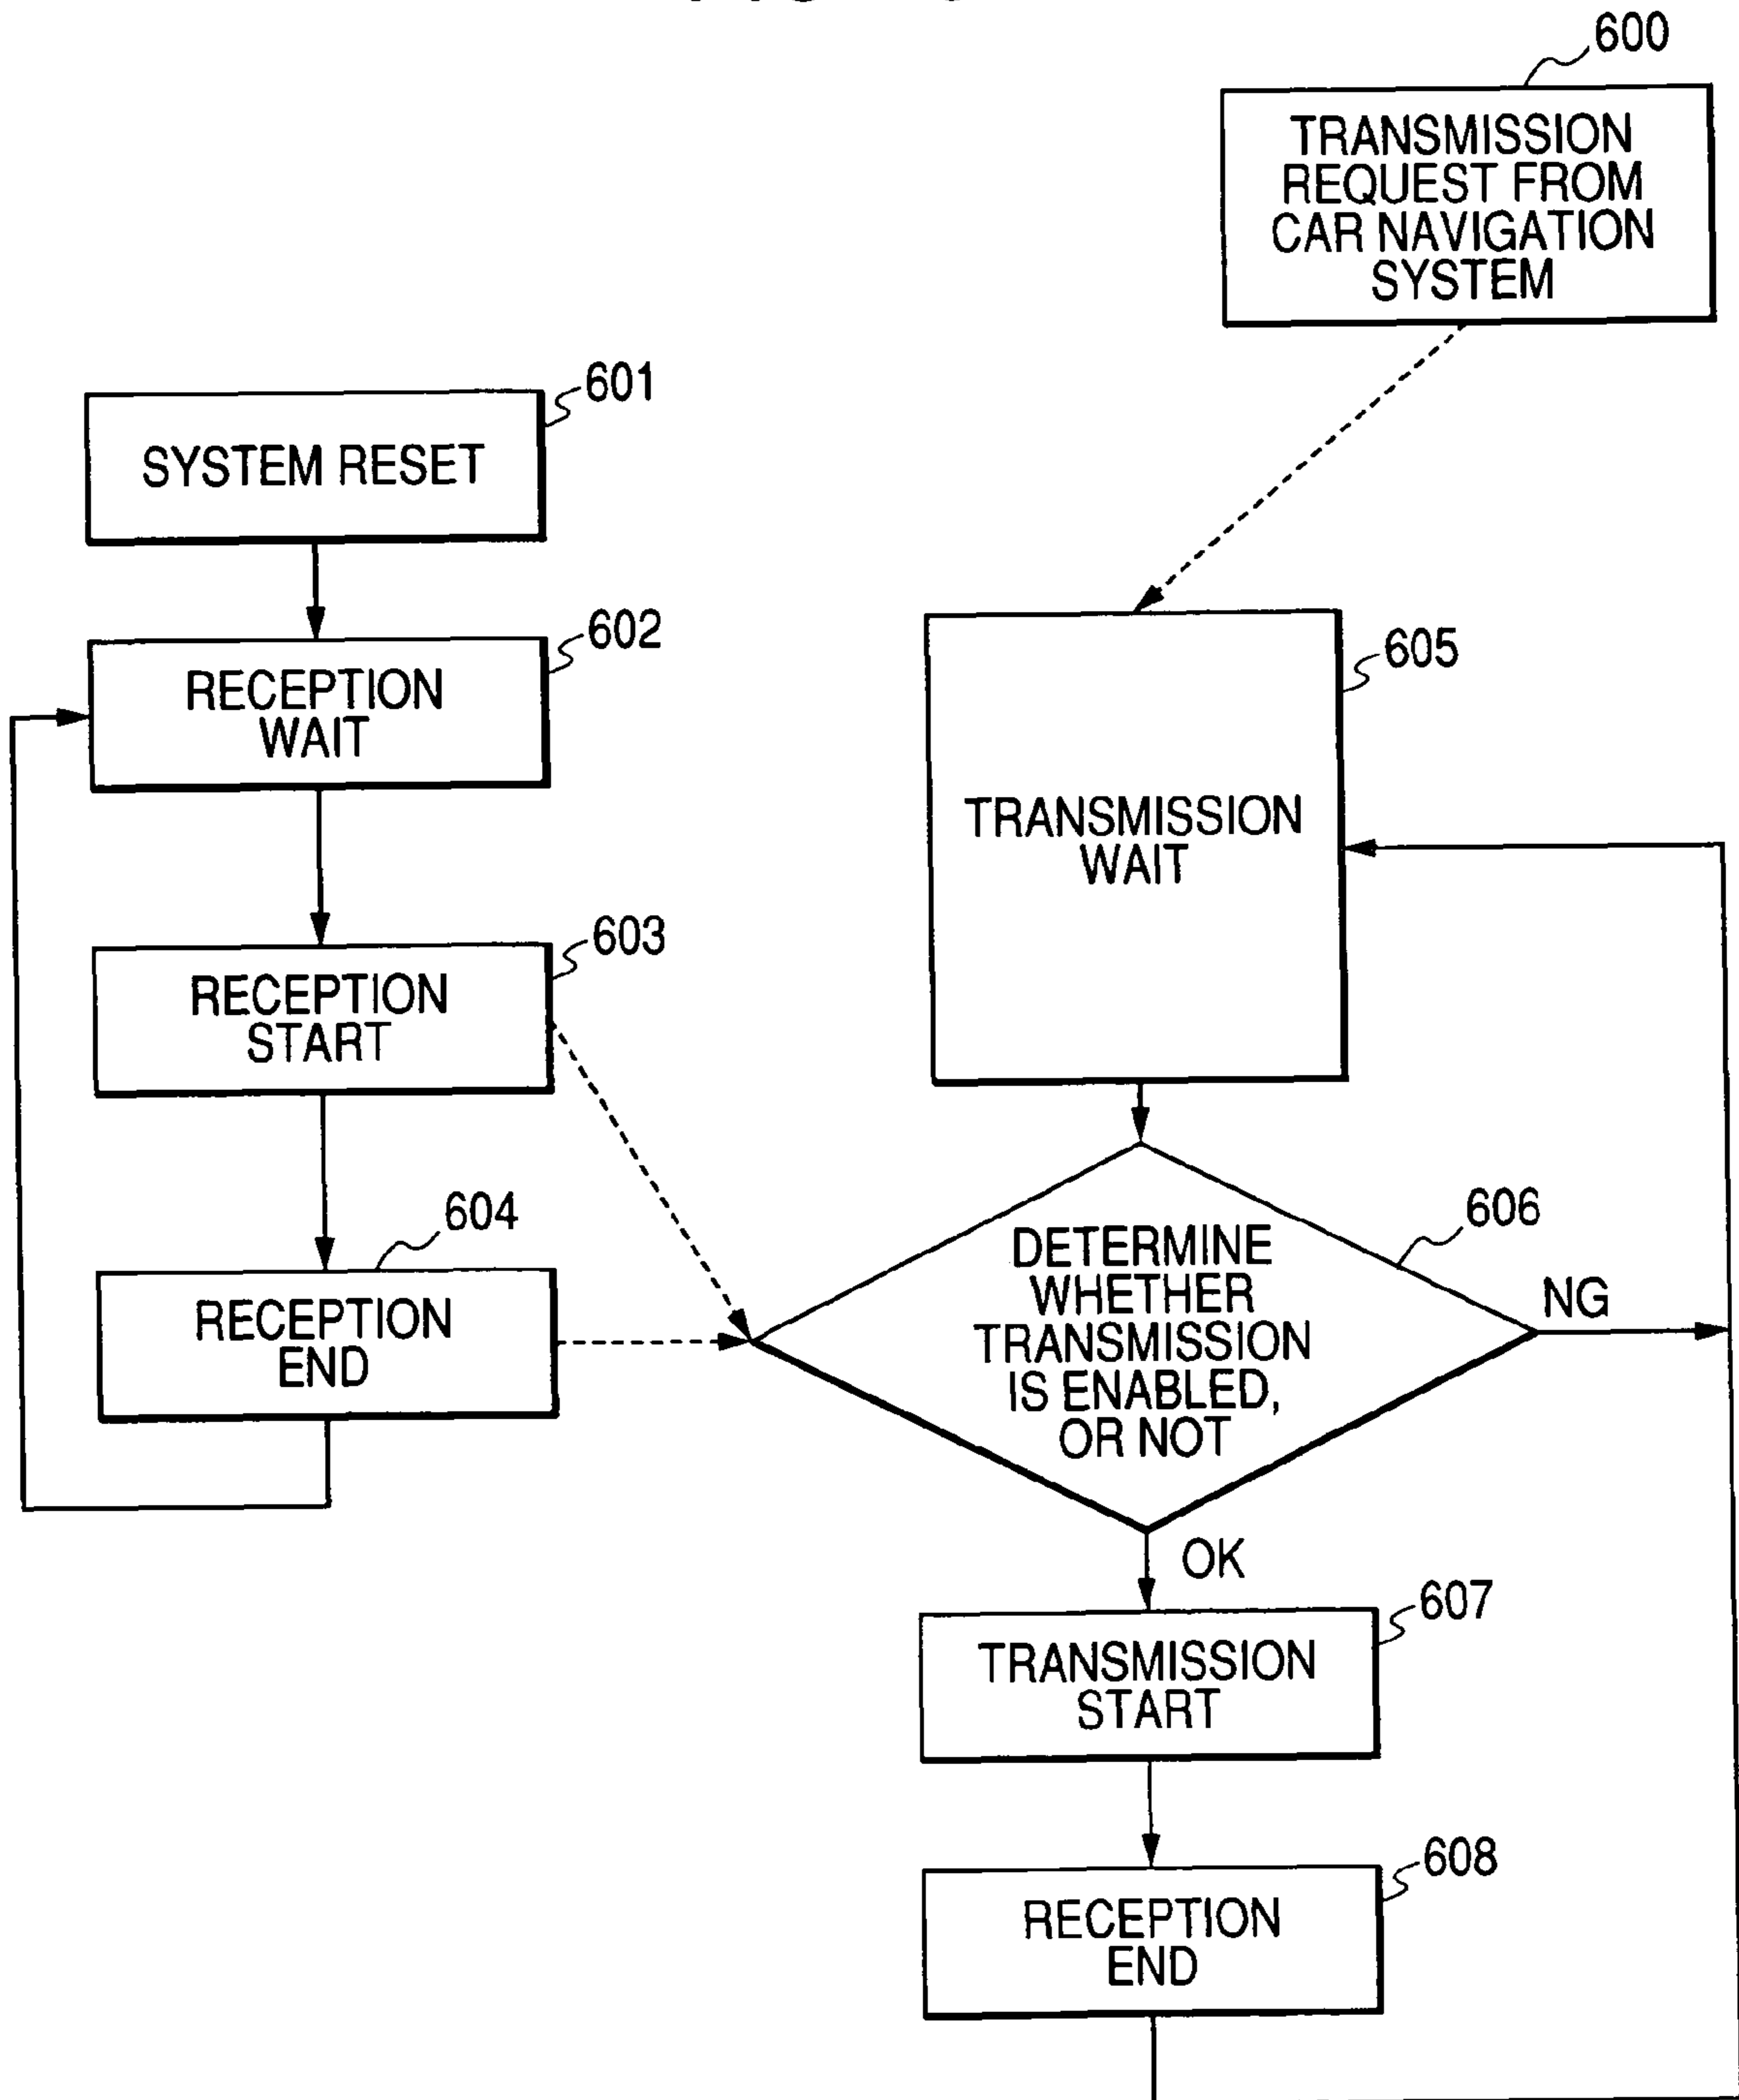 600
TRANSMISSION
REQUEST FROM
CAR NAVIGATION
SYSTEM
601
SYSTEM RESET
602
RECEPTION
WAIT
605
TRANSMISSION
WAIT
603
RECEPTION
START
604
RECEPTION
END
606
DETERMINE
WHETHER
TRANSMISSION
IS ENABLED,
OR NOT
NG
OK
607
TRANSMISSION
START
608
RECEPTION
END